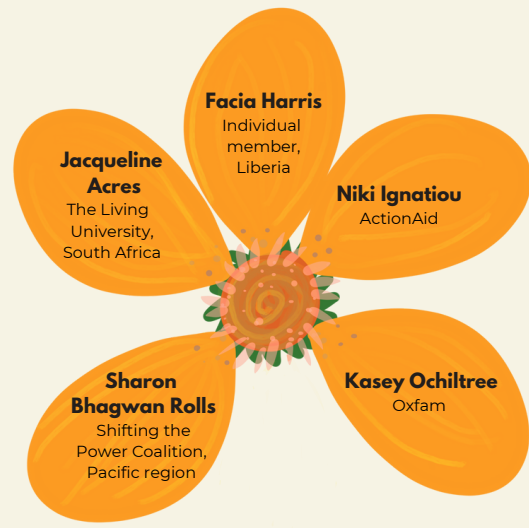 Facia Harris
Individual
member,
Liberia
Jacqueline
Acres
The Living
University,
South Africa
Niki Ignatiou
ActionAid
Sharon
Bhagwan Rolls
Shifting the
Power Coalition,
Pacific region
Kasey Ochiltree
Oxfam